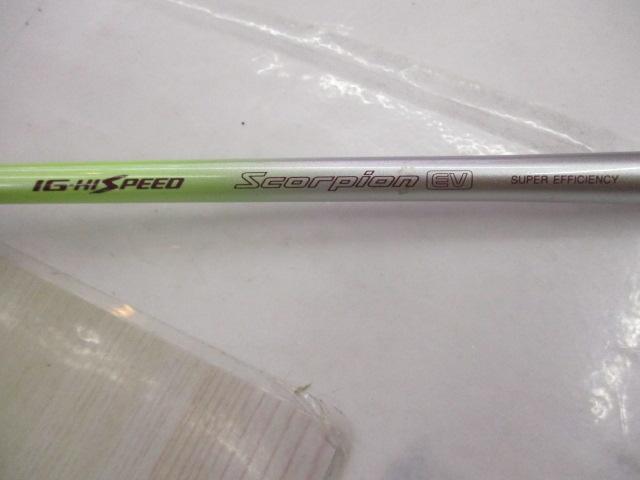 IG-HISPEED Scorpion EV SUPER EFFICIENCY